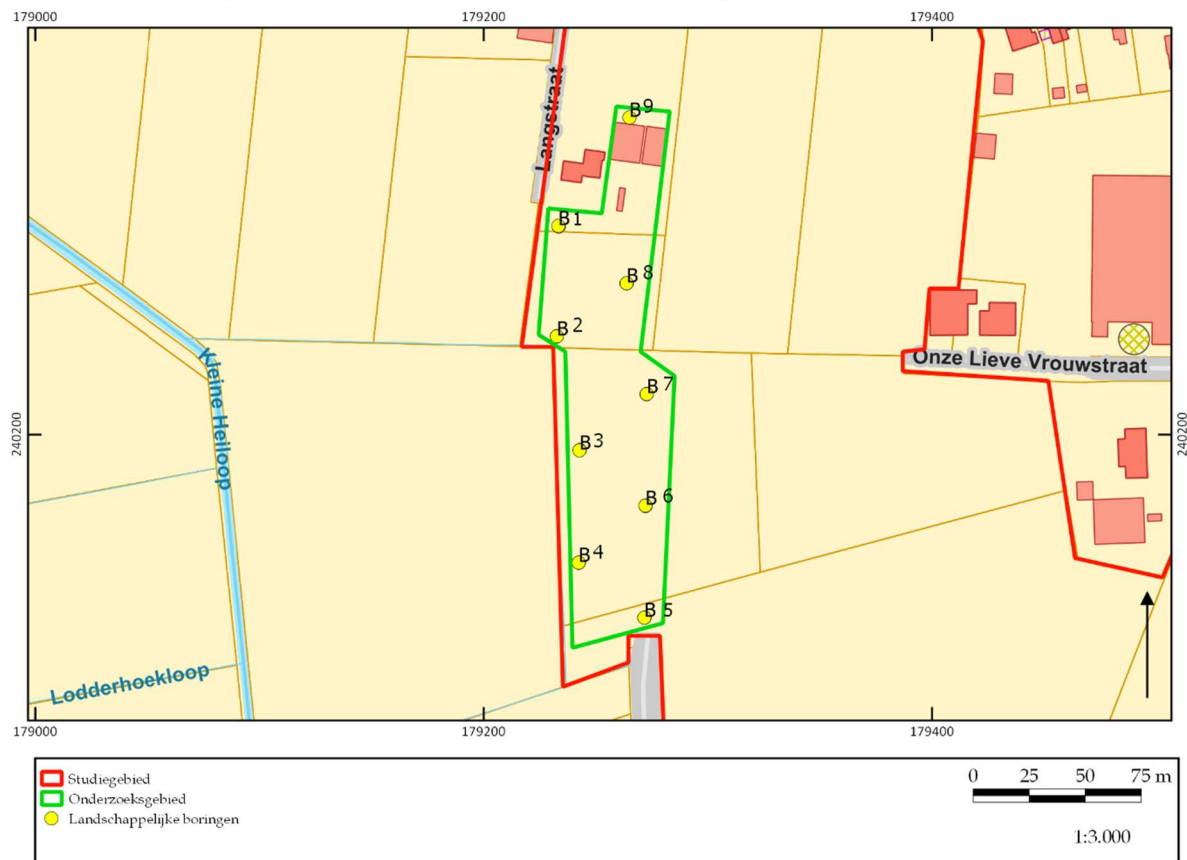 179000
179200
179400
Langstraat
B9
B1
B8
B2
Onze Lieve Vrouwstraat
Kleine Heiloop
B7
240200
240200
B3
B6
B4
B5
Lodderhoekloop
179000
179200
179400
Studiegebied
Onderzoeksgebied
Landschappelijke boringen
0 25 50 75 m
1:3.000